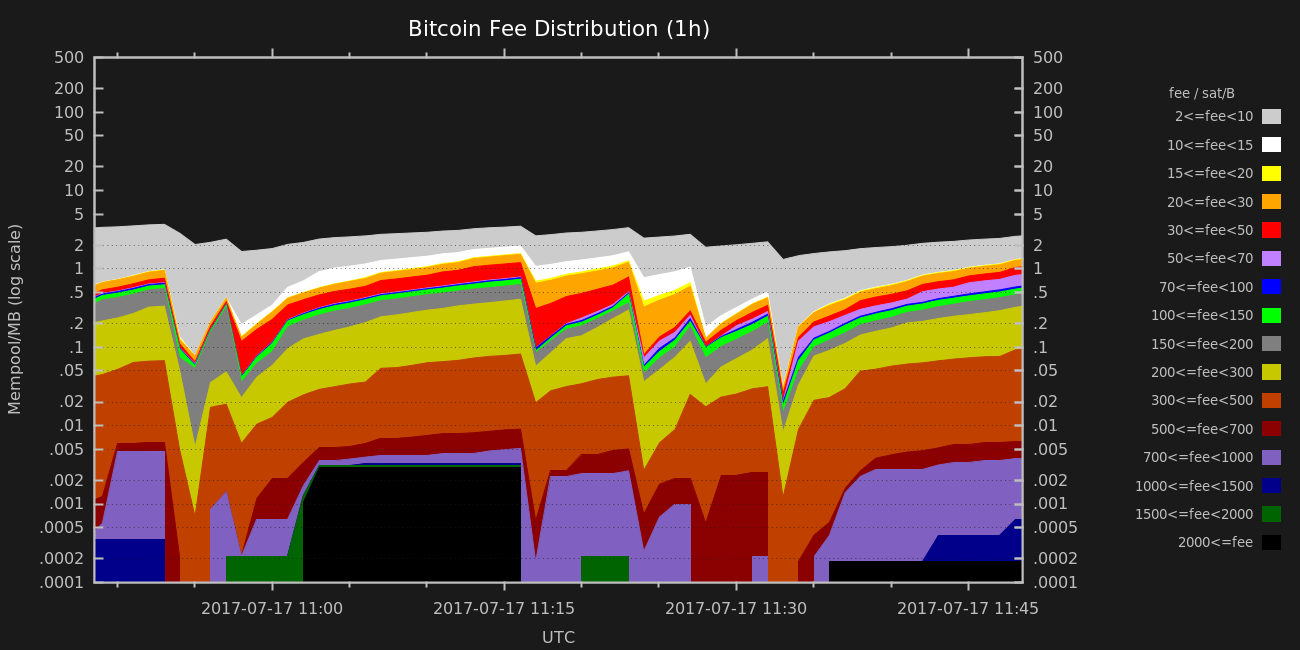 Bitcoin Fee Distribution (1h)
500
200
100
50
20
10
5
2
1
.5
.2
.1
.05
.02
.01
.005
.002
.001
.0005
.0002
.0001
Mempool/MB (log scale)
500
200
100
50
20
10
5
2
1
.5
.2
.1
.05
.02
.01
.005
.002
.001
.0005
.0002
.0001
2017-07-17 11:00 2017-07-17 11:15 2017-07-17 11:30 2017-07-17 11:45
UTC
fee / sat/B
2<=fee<10
10<=fee<15
15<=fee<20
20<=fee<30
30<=fee<50
50<=fee<70
70<=fee<100
100<=fee<150
150<=fee<200
200<=fee<300
300<=fee<500
500<=fee<700
700<=fee<1000
1000<=fee<1500
1500<=fee<2000
2000<=fee